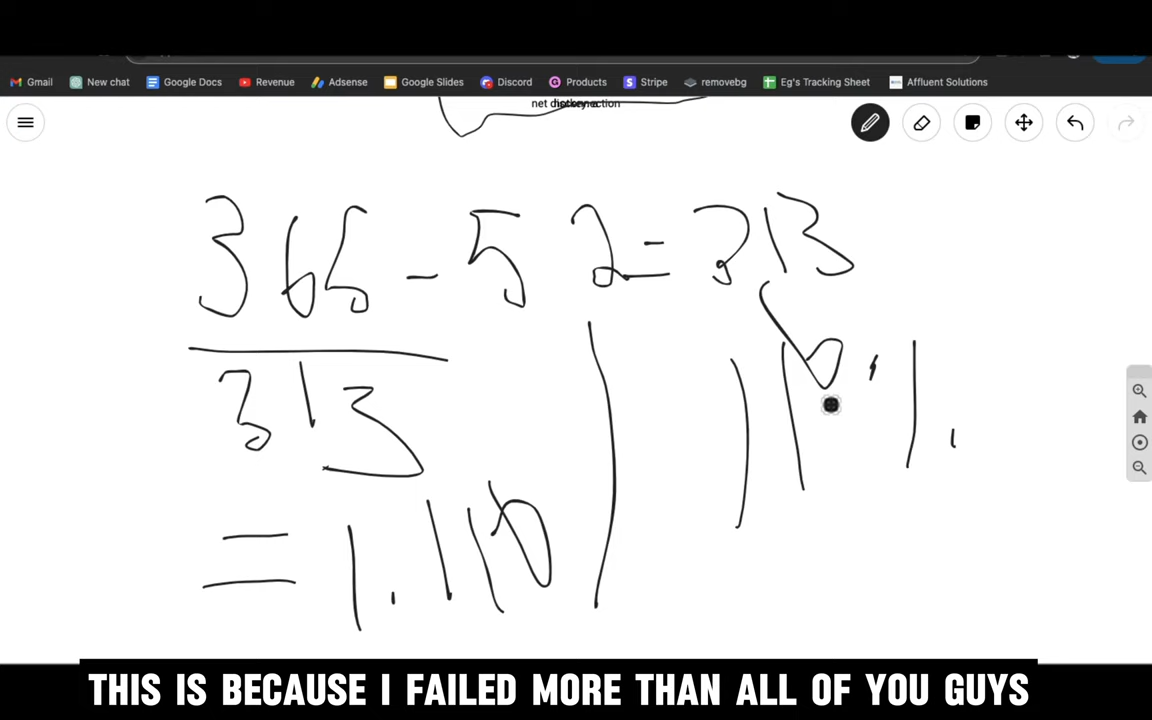 Gmail New chat Google Docs Revenue Adsense Google Slides Discord Products Stripe removebg Eg's Tracking Sheet Affluent Solutions
365 - 52 = 313
313
= 1.110
THIS IS BECAUSE I FAILED MORE THAN ALL OF YOU GUYS